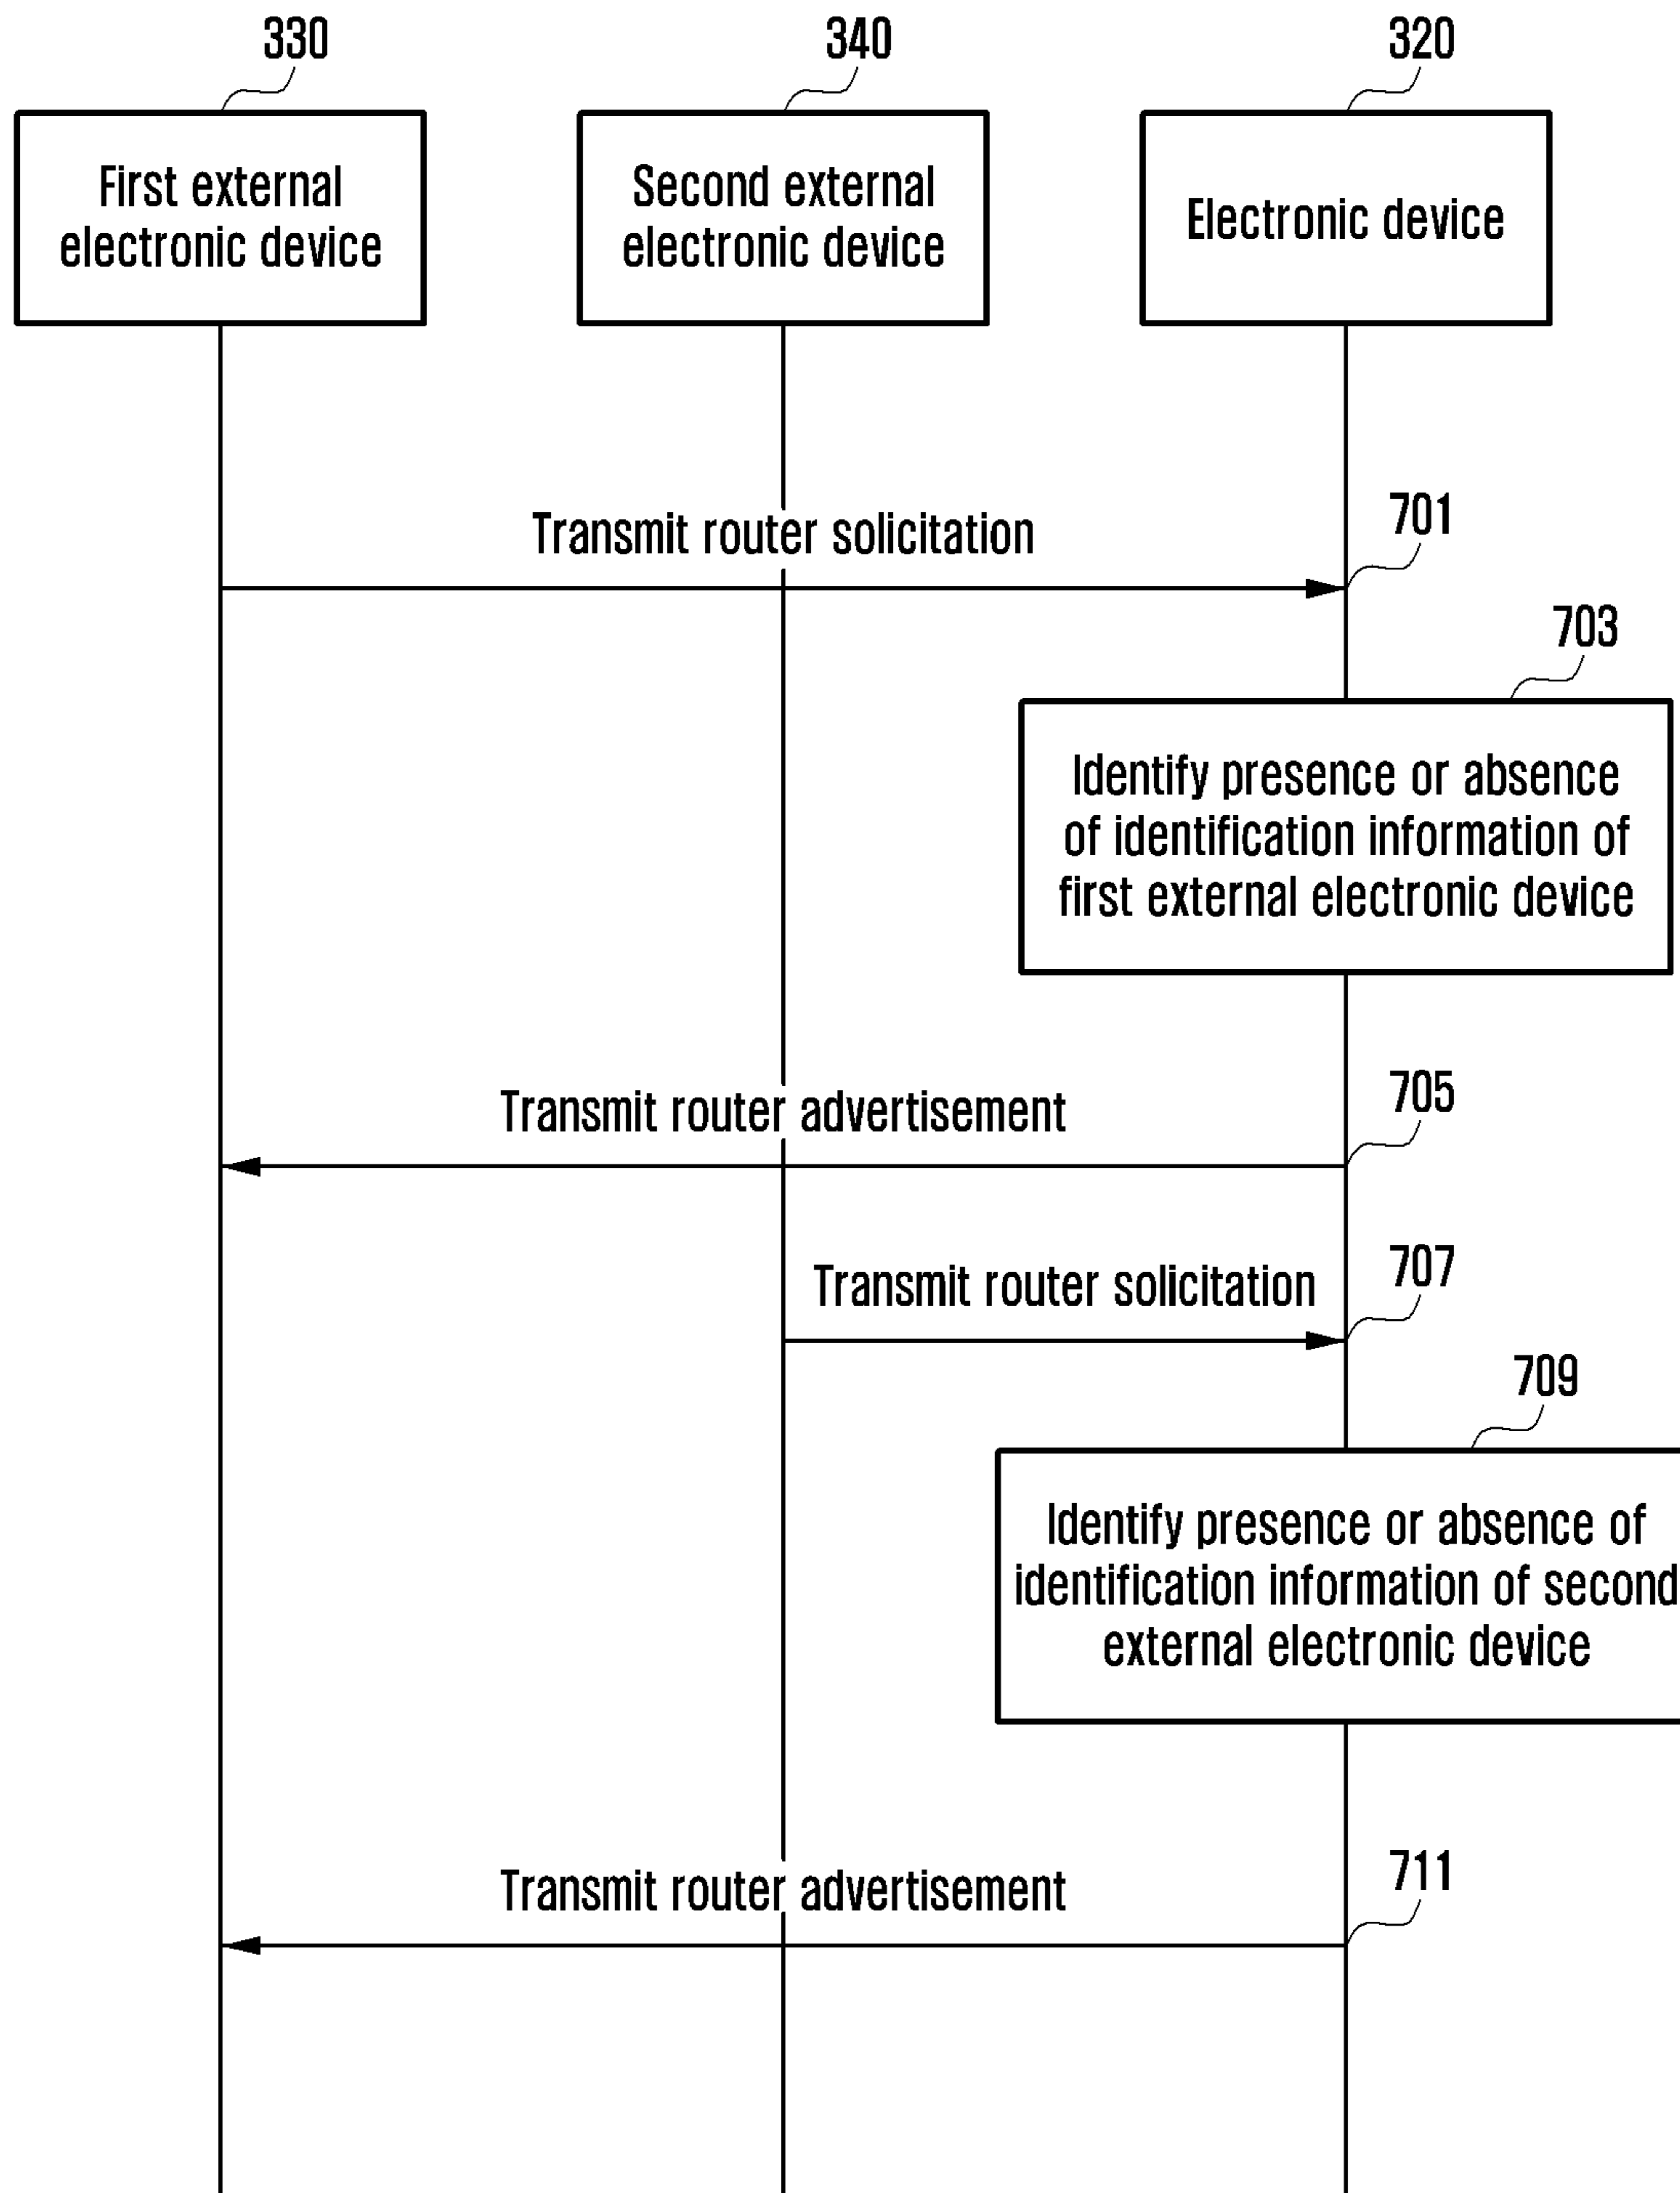 330
340
320
First external
electronic device
Second external
electronic device
Electronic device
Transmit router solicitation
701
703
Identify presence or absence
of identification information of
first external electronic device
Transmit router advertisement
705
Transmit router solicitation
707
709
Identify presence or absence of
identification information of second
external electronic device
Transmit router advertisement
711